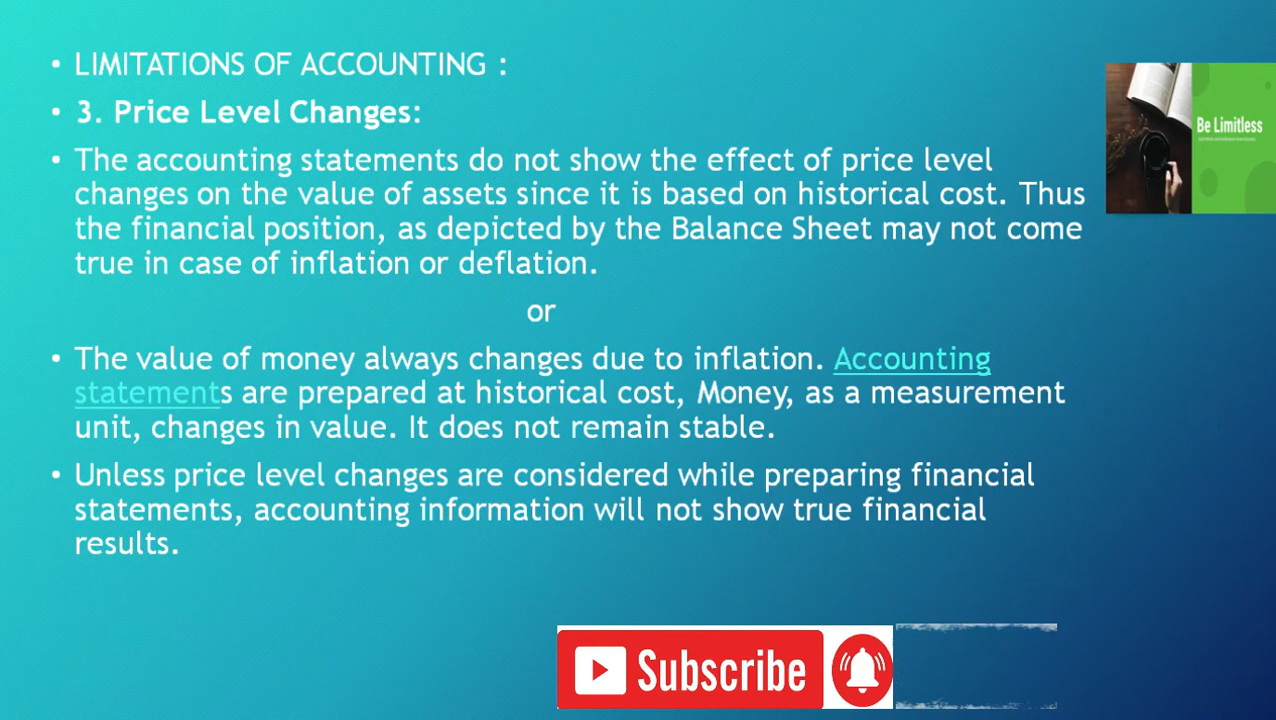 • LIMITATIONS OF ACCOUNTING :
• 3. Price Level Changes:
• The accounting statements do not show the effect of price level
changes on the value of assets since it is based on historical cost. Thus
the financial position, as depicted by the Balance Sheet may not come
true in case of inflation or deflation.
or
• The value of money always changes due to inflation. Accounting
statements are prepared at historical cost, Money, as a measurement
unit, changes in value. It does not remain stable.
• Unless price level changes are considered while preparing financial
statements, accounting information will not show true financial
results.
Be Limitless
Subscribe